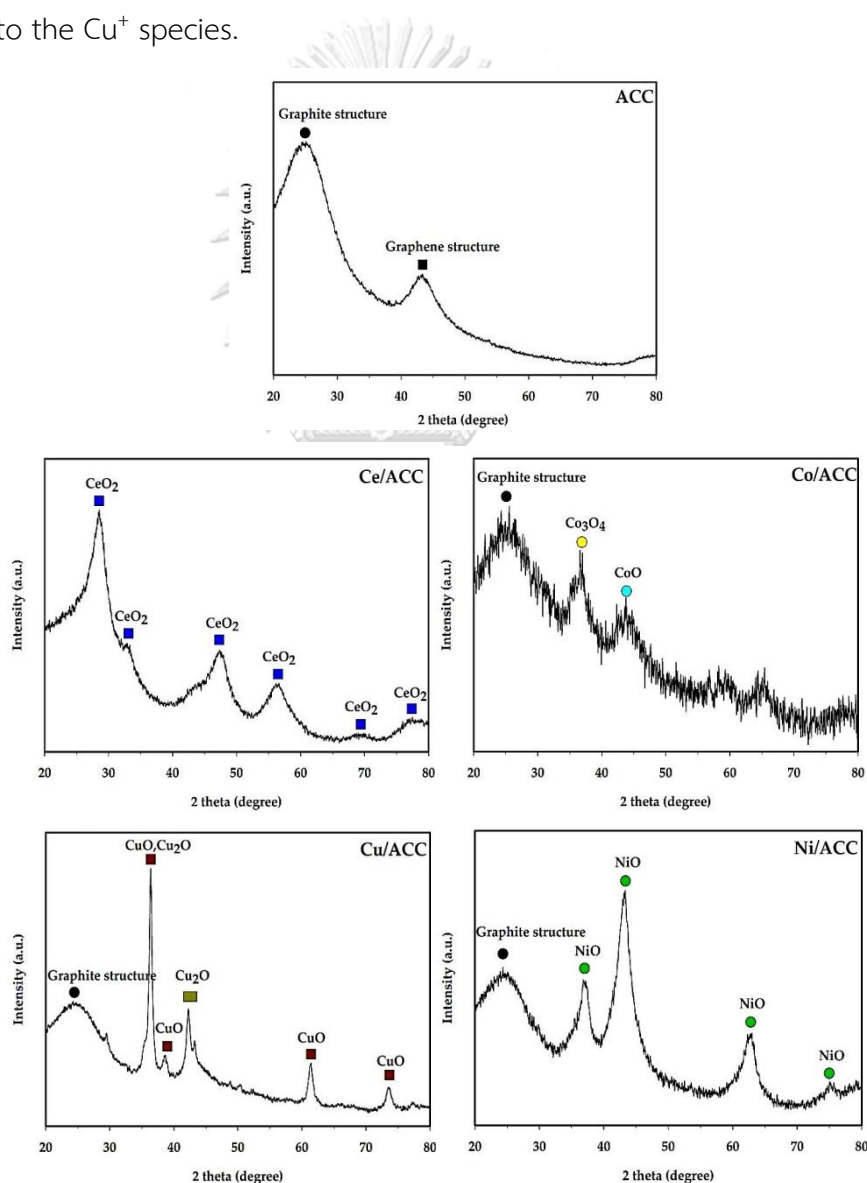 to the Cu⁺ species.
ACC
Graphite structure
Graphene structure
Intensity (a.u.)
20 30 40 50 60 70 80
2 theta (degree)
Ce/ACC
CeO₂
CeO₂
CeO₂
CeO₂
CeO₂
CeO₂
Intensity (a.u.)
20 30 40 50 60 70 80
2 theta (degree)
Co/ACC
Graphite structure
Co₃O₄
CoO
Intensity (a.u.)
20 30 40 50 60 70 80
2 theta (degree)
Cu/ACC
CuO,Cu₂O
Graphite structure
Cu₂O
CuO
CuO
CuO
Intensity (a.u.)
20 30 40 50 60 70 80
2 theta (degree)
Ni/ACC
NiO
Graphite structure
NiO
NiO
NiO
Intensity (a.u.)
20 30 40 50 60 70 80
2 theta (degree)